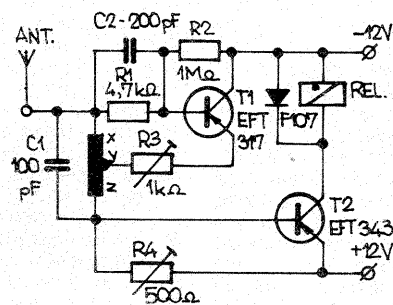 C2-200pF
ANT.
R2
-12V
R1
4,7kΩ
1MΩ
T1
EFT
317
F107
REL.
C1
100
pF
X
Y
Z
R3
1kΩ
T2
EFT 343
+12V
R4
500Ω